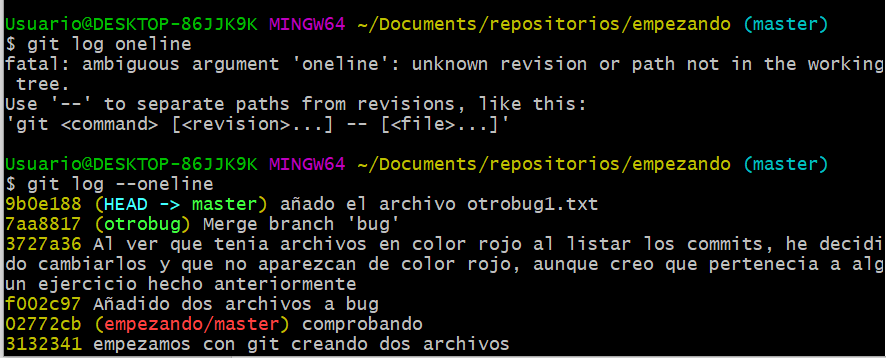 Usuario@DESKTOP-86JJK9K MINGW64 ~/Documents/repositorios/empezando (master)
$ git log oneline
fatal: ambiguous argument 'oneline': unknown revision or path not in the working
 tree.
Use '--' to separate paths from revisions, like this:
'git <command> [<revision>...] -- [<file>...]'
Usuario@DESKTOP-86JJK9K MINGW64 ~/Documents/repositorios/empezando (master)
$ git log --oneline
9b0e188 (HEAD -> master) añado el archivo otrobug1.txt
7aa8817 (otrobug) Merge branch 'bug'
3727a36 Al ver que tenia archivos en color rojo al listar los commits, he decidi
do cambiarlos y que no aparezcan de color rojo, aunque creo que pertenecia a alg
un ejercicio hecho anteriormente
f002c97 Añadido dos archivos a bug
02772cb (empezando/master) comprobando
3132341 empezamos con git creando dos archivos